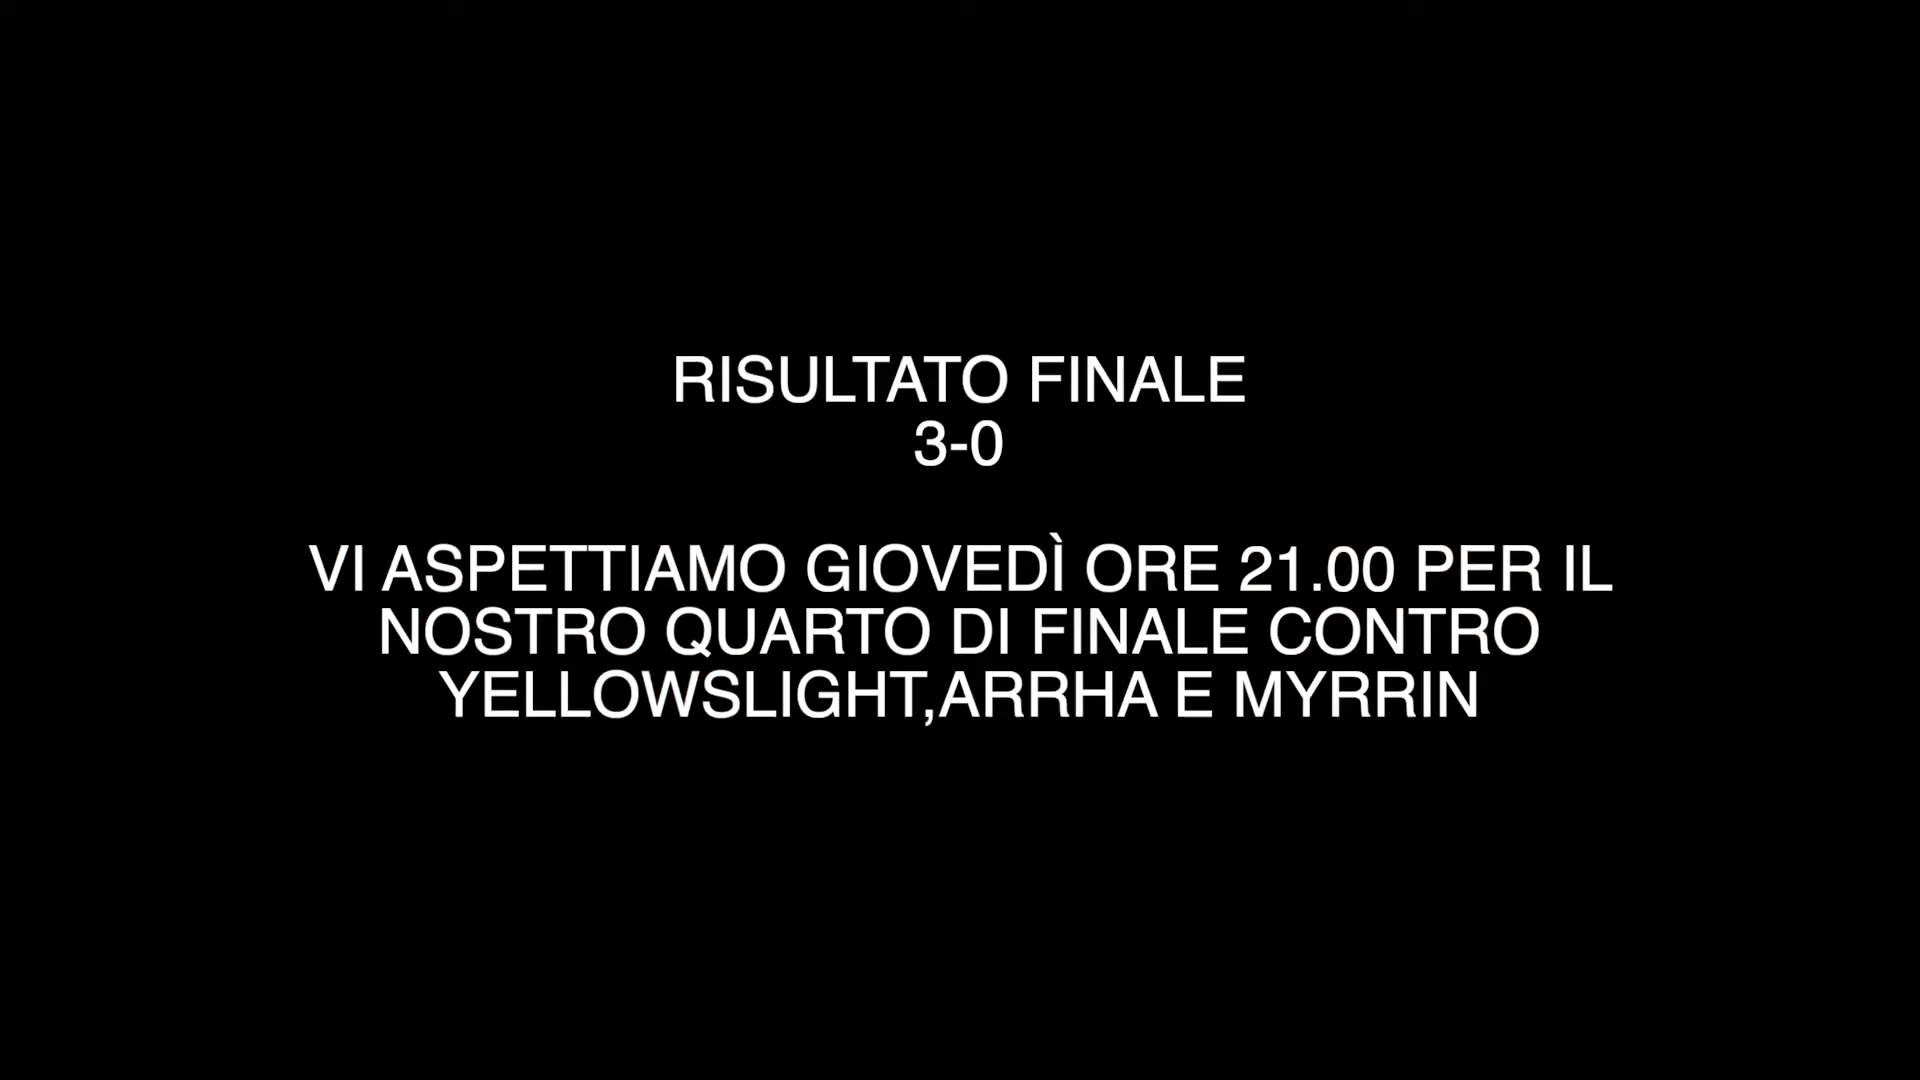 RISULTATO FINALE
3-0
VI ASPETTIAMO GIOVEDÌ ORE 21.00 PER IL
NOSTRO QUARTO DI FINALE CONTRO
YELLOWSLIGHT,ARRHA E MYRRIN